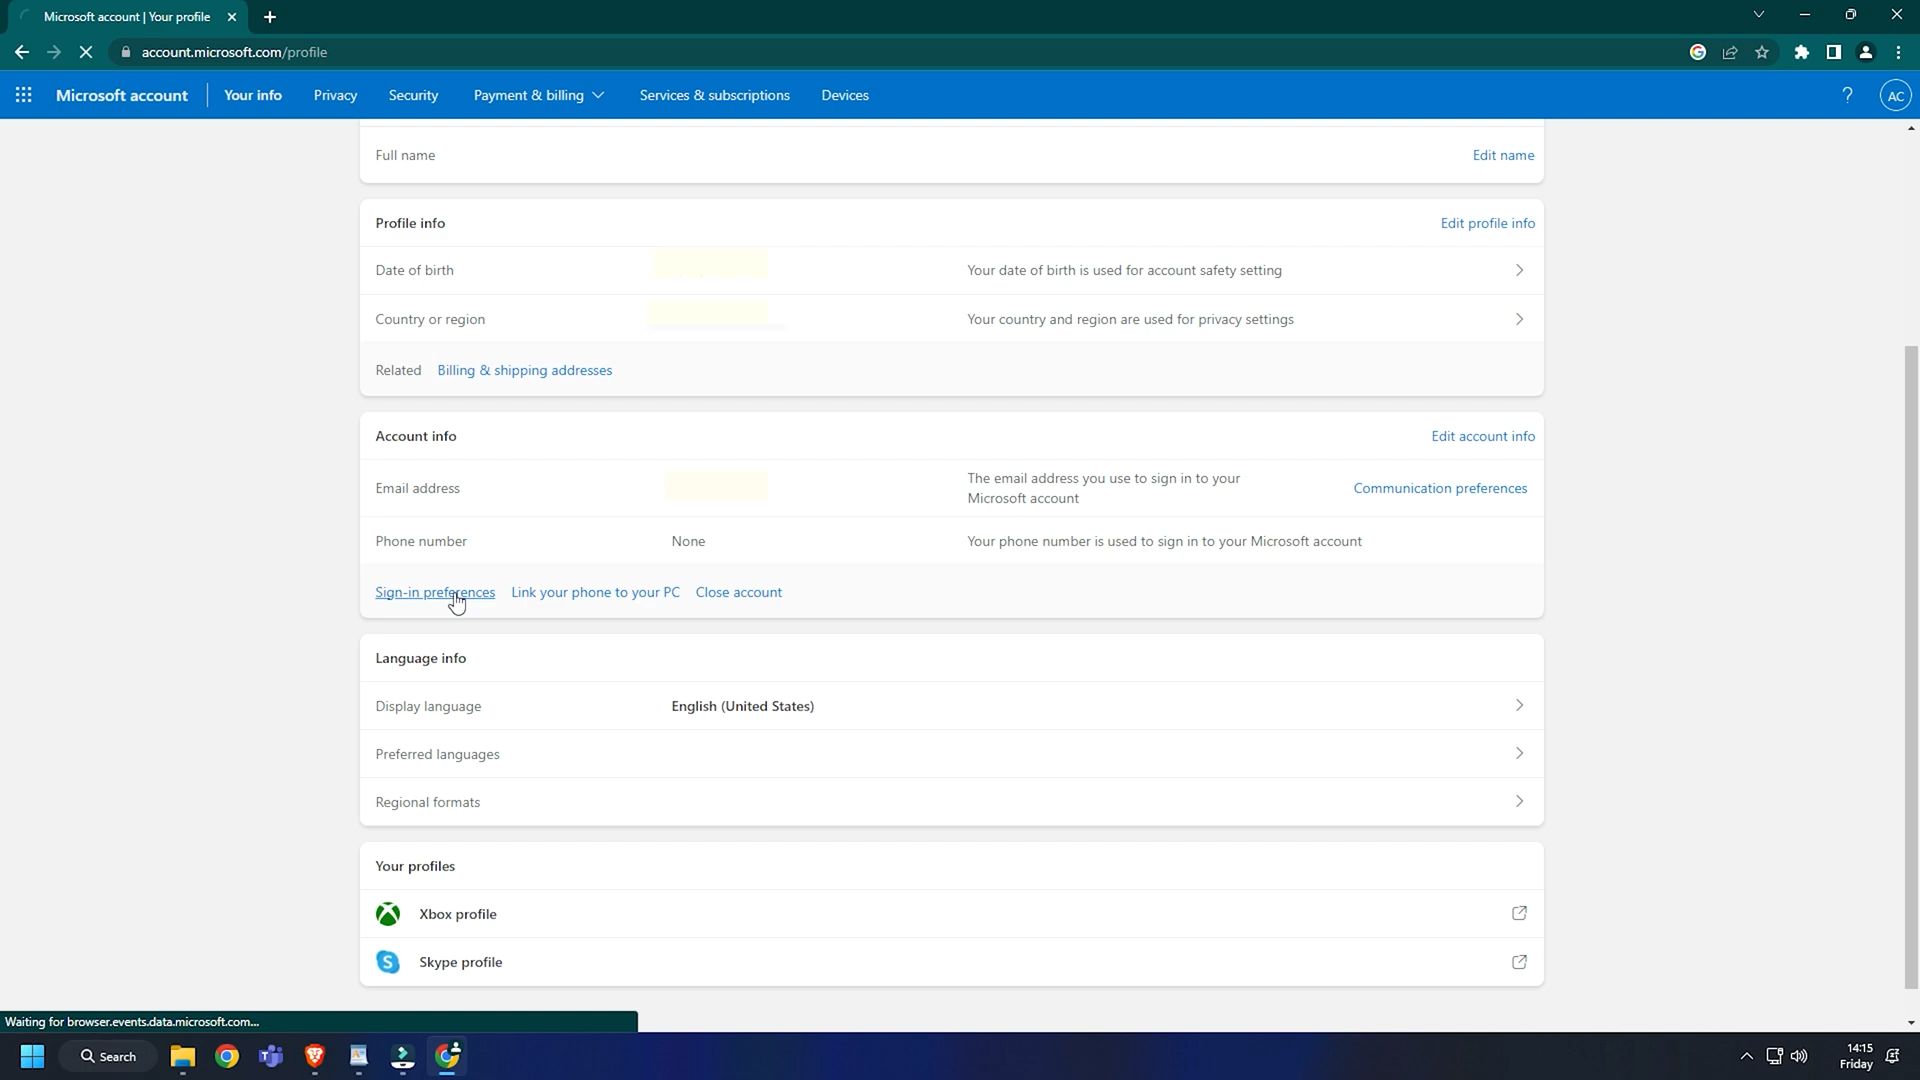 Microsoft account | Your profile
account.microsoft.com/profile
Microsoft account
Your info
Privacy
Security
Payment & billing
Services & subscriptions
Devices
?
AC
Full name
Edit name
Profile info
Edit profile info
Date of birth
Your date of birth is used for account safety setting
Country or region
Your country and region are used for privacy settings
Related
Billing & shipping addresses
Account info
Edit account info
Email address
The email address you use to sign in to your
Microsoft account
Communication preferences
Phone number
None
Your phone number is used to sign in to your Microsoft account
Sign-in preferences
Link your phone to your PC
Close account
Language info
Display language
English (United States)
Preferred languages
Regional formats
Your profiles
Xbox profile
S
Skype profile
Waiting for browser.events.data.microsoft.com...
Search
14:15
Friday